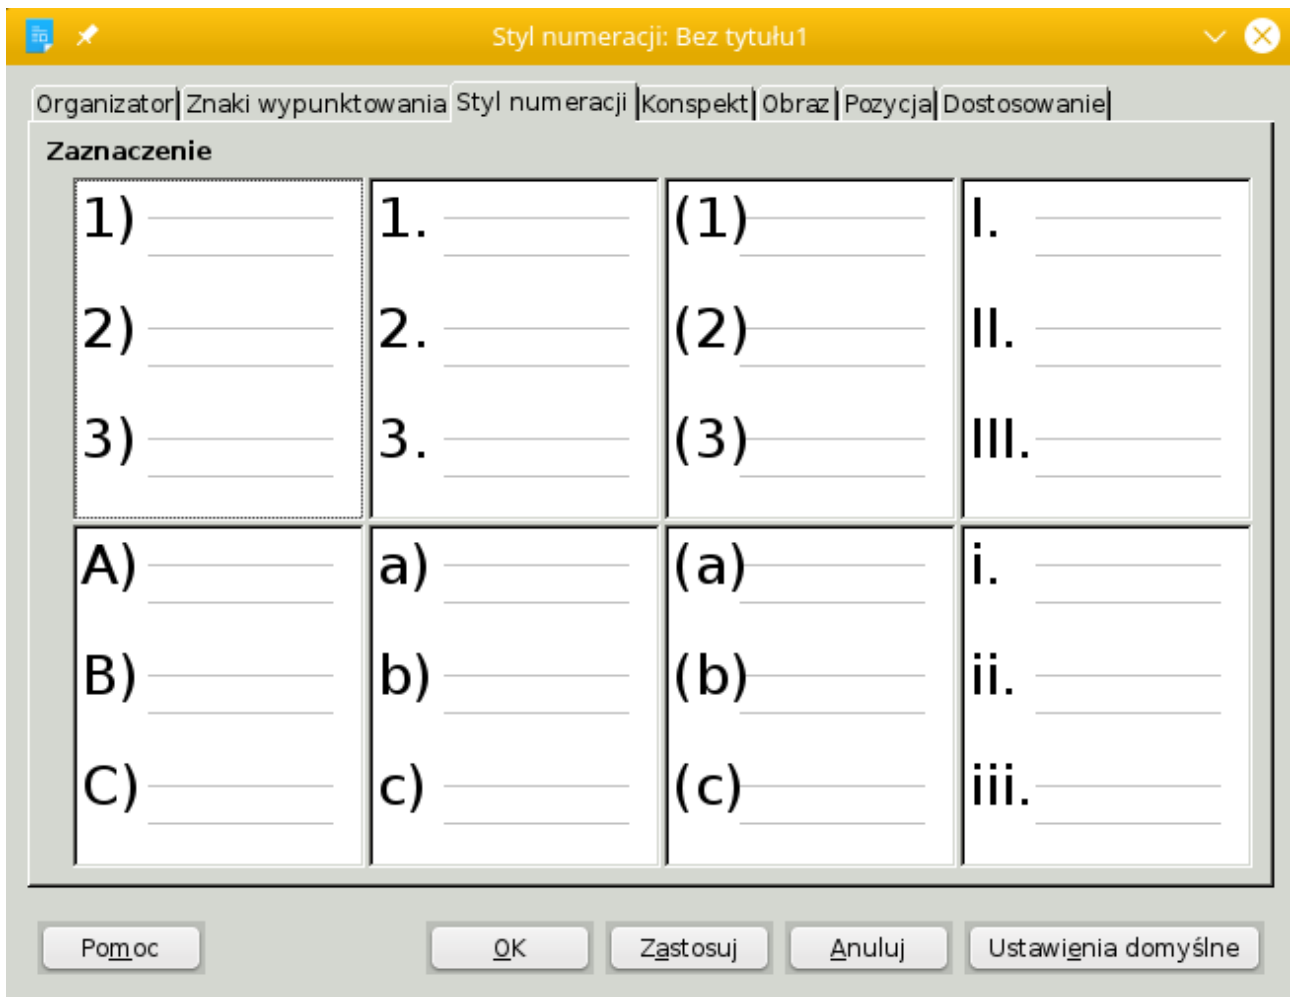 Styl numeracji: Bez tytułu1
Organizator Znaki wypunktowania Styl numeracji Konspekt Obraz Pozycja Dostosowanie
Zaznaczenie
1) 1. (1) I.
2) 2. (2) II.
3) 3. (3) III.
A) a) (a) i.
B) b) (b) ii.
C) c) (c) iii.
Pomoc OK Zastosuj Anuluj Ustawienia domyślne